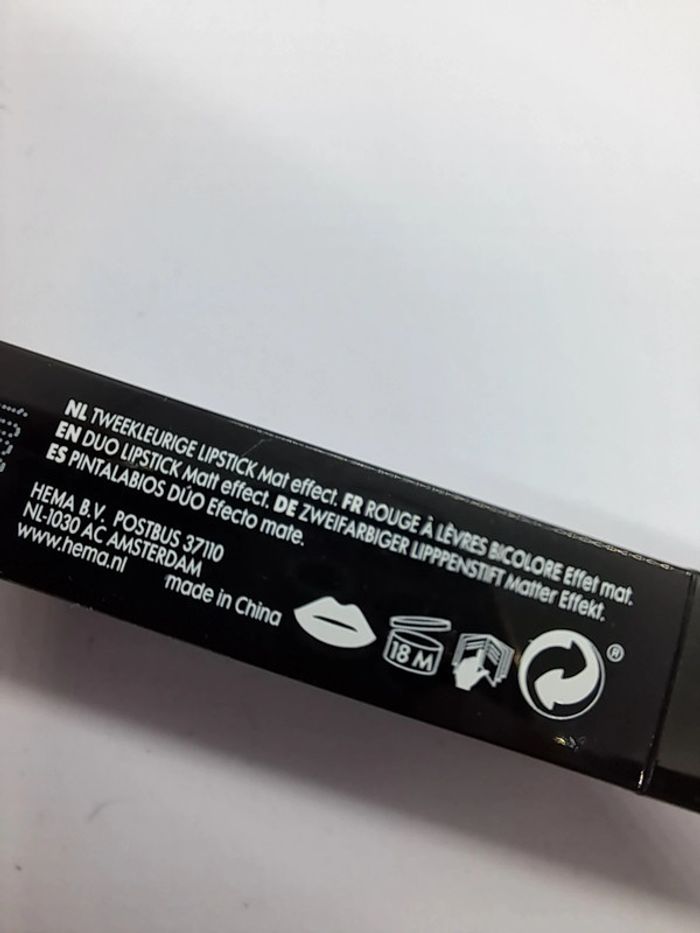 NL TWEEKLEURIGE LIPSTICK Mat effect. FR ROUGE À LÈVRES BICOLORE Effet mat.
EN DUO LIPSTICK Matt effect. DE ZWEIFARBIGER LIPPPENSTIFT Matter Effekt.
ES PINTALABIOS DÚO Efecto mate.
HEMA B.V. POSTBUS 37110
NL-1030 AC AMSTERDAM
www.hema.nl
made in China
18 M
®